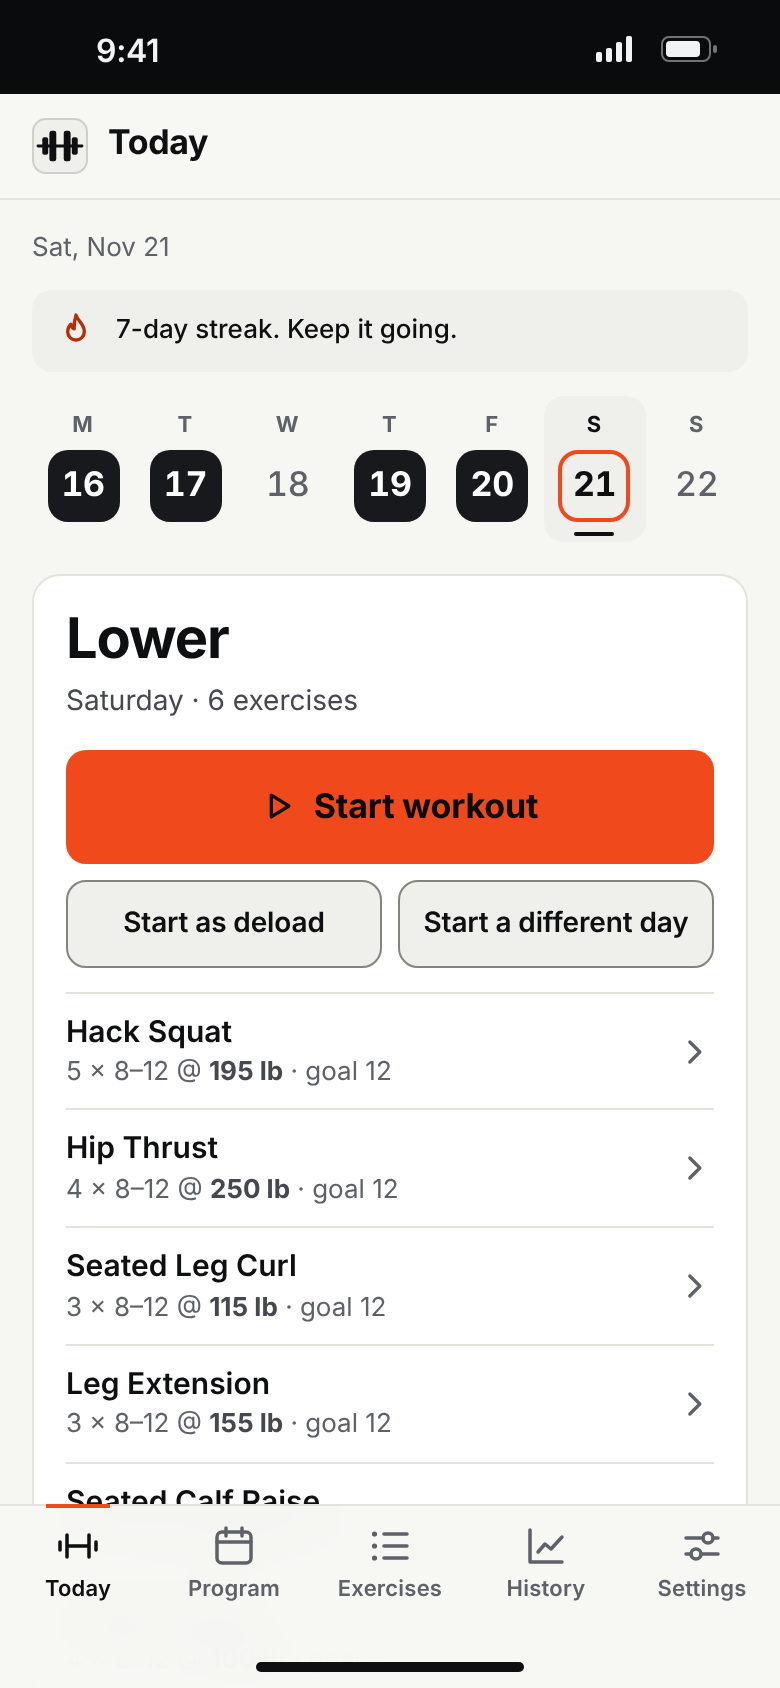 9:41
Today
Sat, Nov 21
7-day streak. Keep it going.
M T W T F S S
16 17 18 19 20 21 22
Lower
Saturday · 6 exercises
Start workout
Start as deload Start a different day
Hack Squat
5 × 8–12 @ 195 lb · goal 12
Hip Thrust
4 × 8–12 @ 250 lb · goal 12
Seated Leg Curl
3 × 8–12 @ 115 lb · goal 12
Leg Extension
3 × 8–12 @ 155 lb · goal 12
Seated Calf Raise
Today Program Exercises History Settings